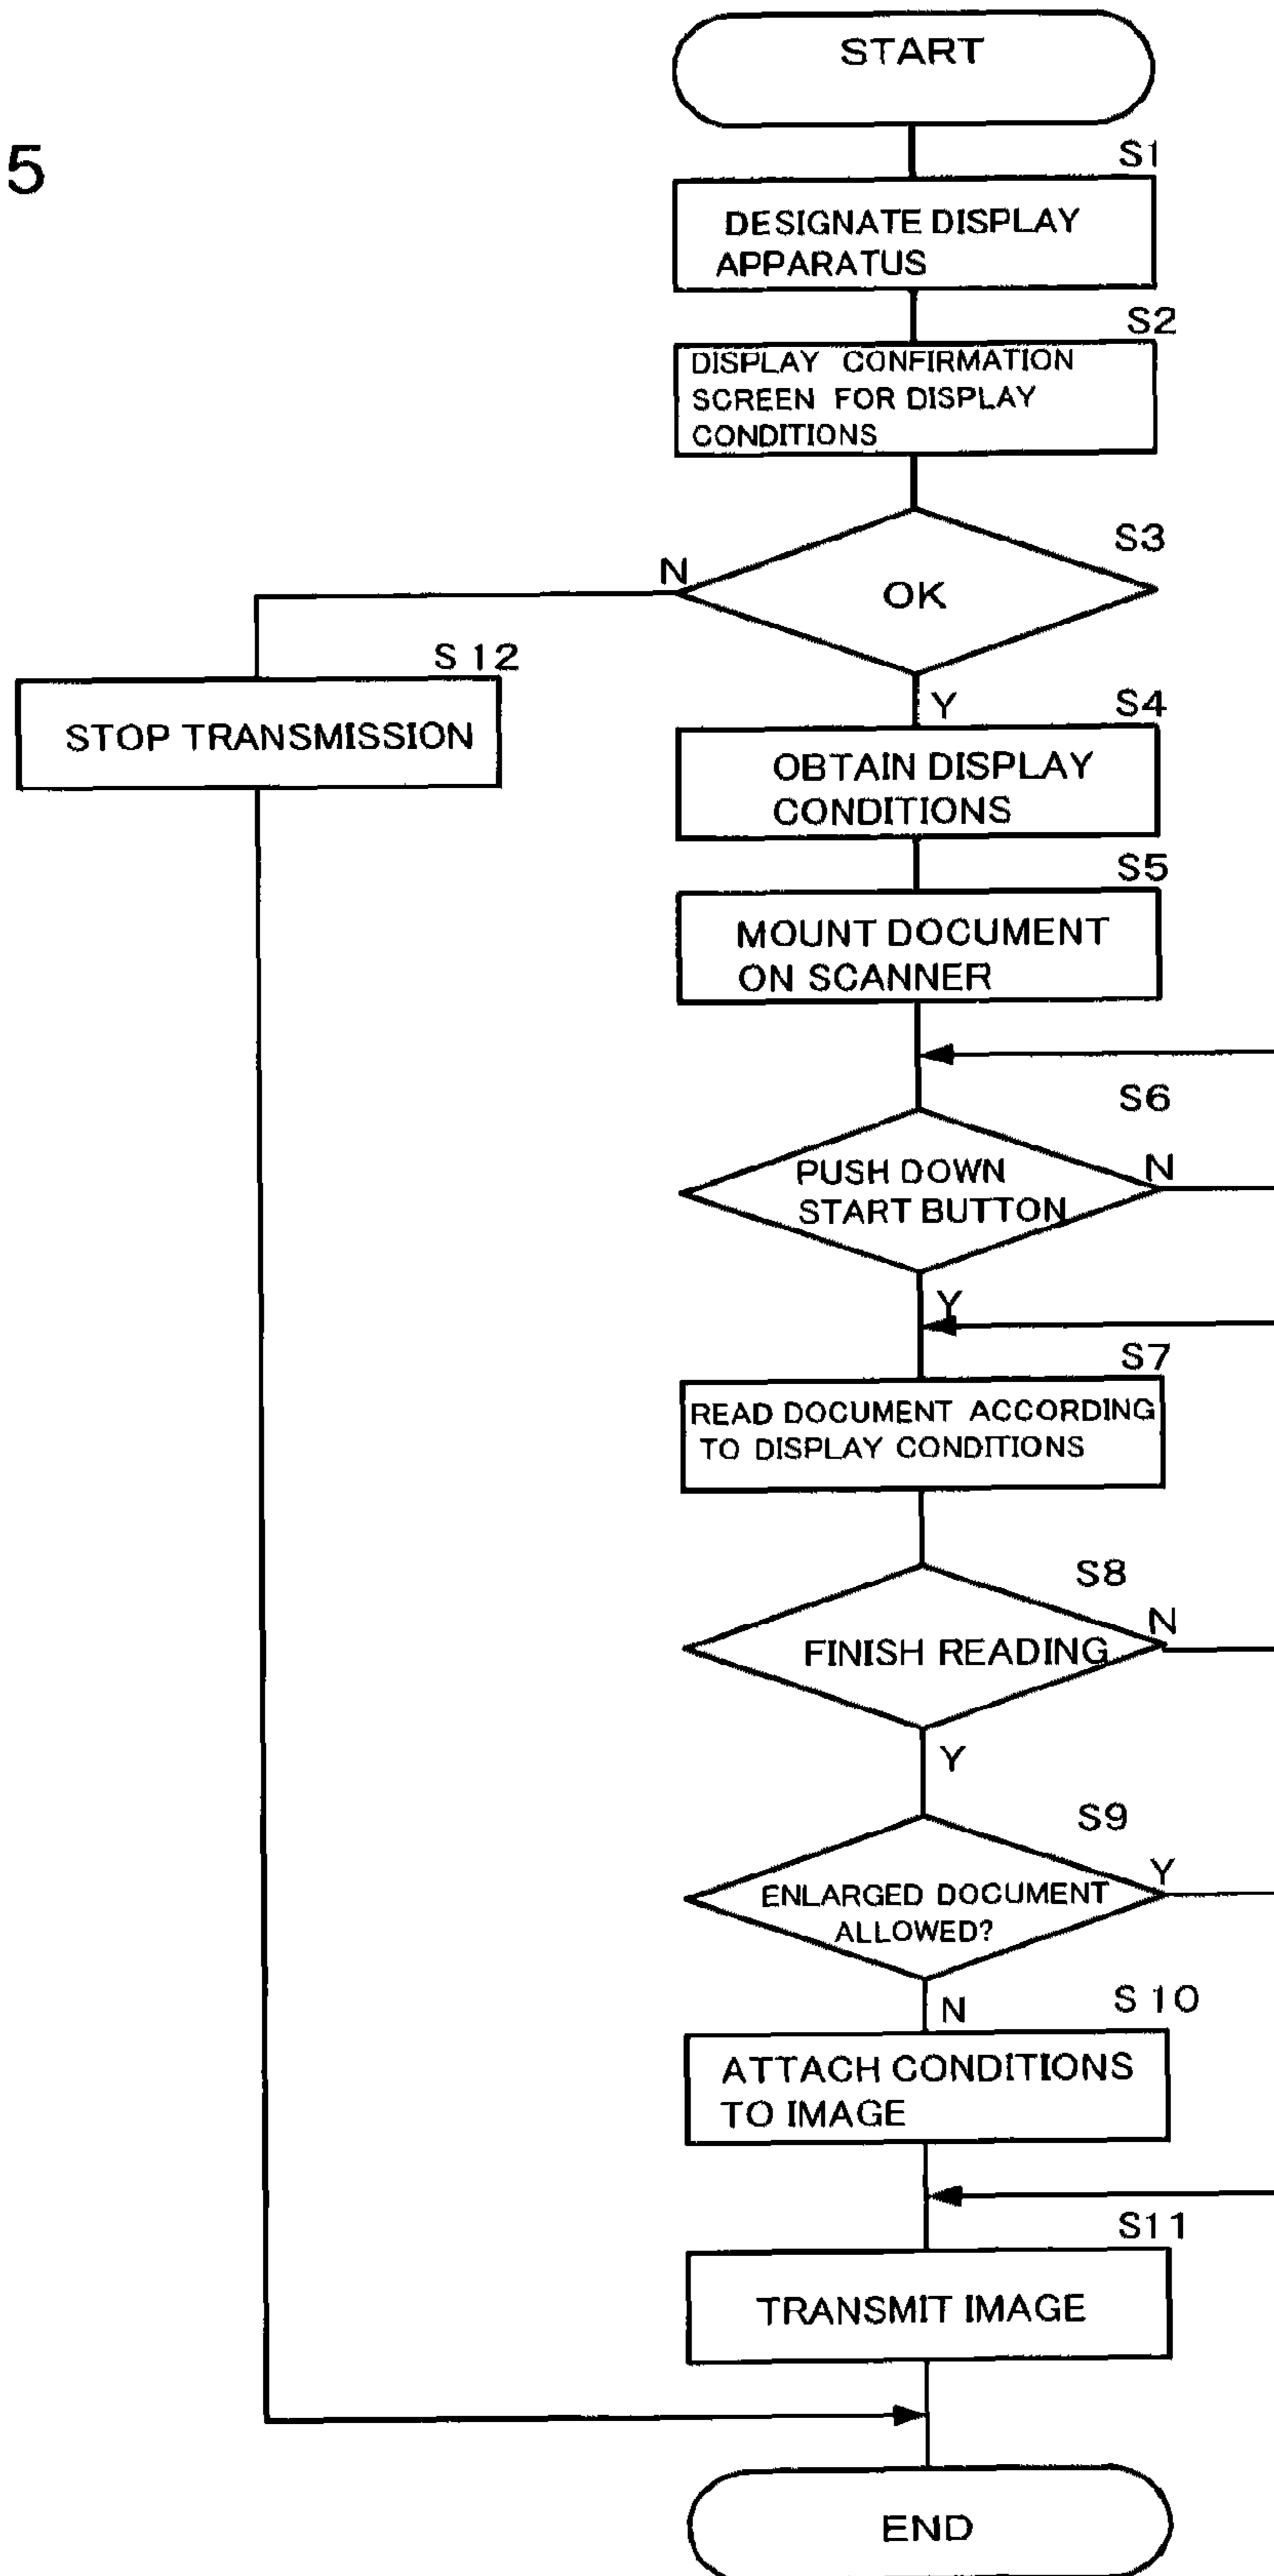 5
START
S1
DESIGNATE DISPLAY
APPARATUS
S2
DISPLAY CONFIRMATION
SCREEN FOR DISPLAY
CONDITIONS
S3
N
OK
Y
S 12
STOP TRANSMISSION
S4
OBTAIN DISPLAY
CONDITIONS
S5
MOUNT DOCUMENT
ON SCANNER
S6
PUSH DOWN
START BUTTON
N
Y
S7
READ DOCUMENT ACCORDING
TO DISPLAY CONDITIONS
S8
N
FINISH READING
Y
S9
Y
ENLARGED DOCUMENT
ALLOWED?
N
S 10
ATTACH CONDITIONS
TO IMAGE
S11
TRANSMIT IMAGE
END